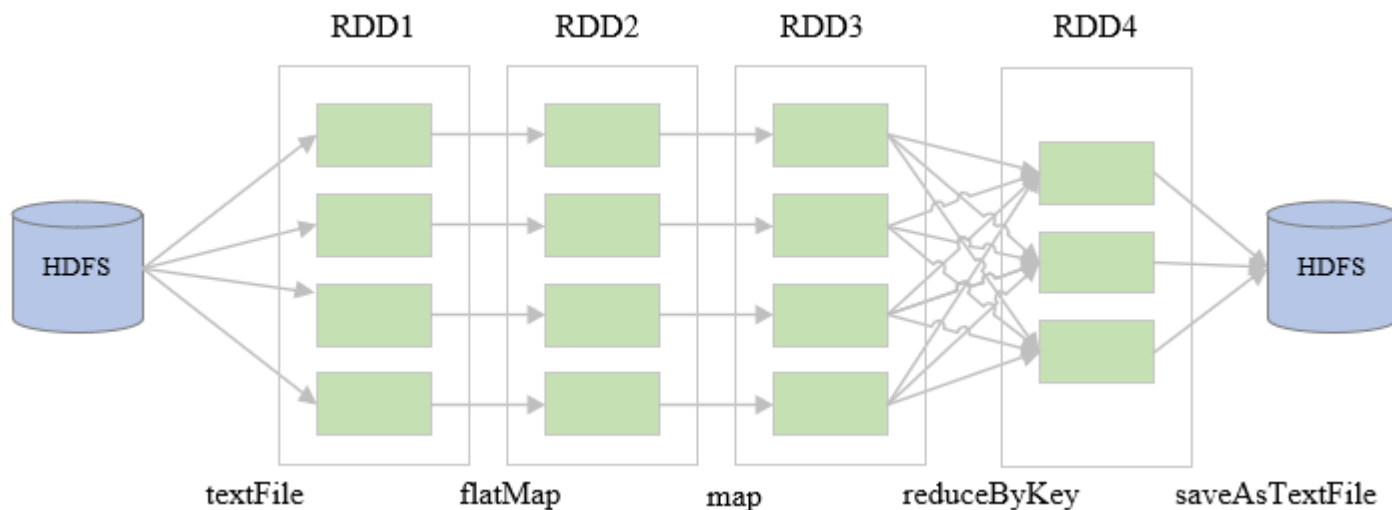 RDD1 RDD2 RDD3 RDD4
HDFS HDFS
textFile flatMap map reduceByKey saveAsTextFile